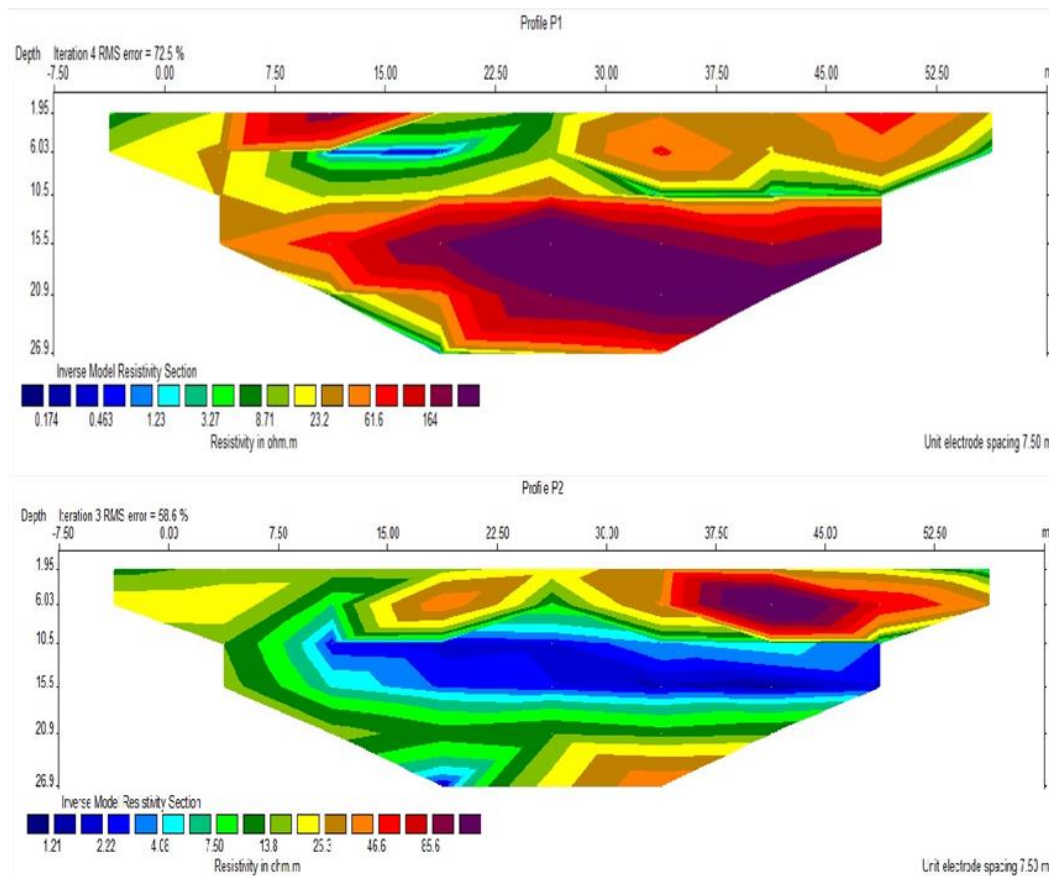 Profile P1
Depth Iteration 4 RMS error = 72.5 %
-7.50 0.00 7.50 15.00 22.50 30.00 37.50 45.00 52.50 m
1.95
6.03
10.5
15.5
20.9
26.9
Inverse Model Resistivity Section
0.174 0.463 1.23 3.27 8.71 23.2 61.6 164
Resistivity in ohm.m
Unit electrode spacing 7.50 m
Profile P2
Depth Iteration 3 RMS error = 58.6 %
-7.50 0.00 7.50 15.00 22.50 30.00 37.50 45.00 52.50 m
1.95
6.03
10.5
15.5
20.9
26.9
Inverse Model Resistivity Section
1.21 2.22 4.08 7.50 13.8 25.3 46.6 85.6
Resistivity in ohm.m
Unit electrode spacing 7.50 m